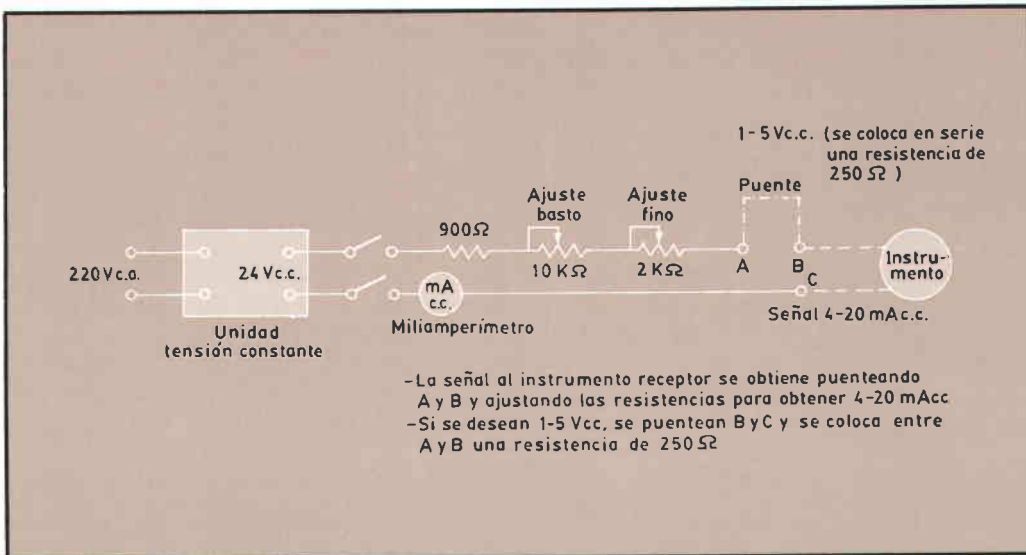 1-5 Vc.c. (se coloca en serie
una resistencia de
250 Ω)
Puente
Ajuste
basto
Ajuste
fino
900Ω
10 KΩ
2 KΩ
A
B
C
Instru-
mento
220 Vc.a.
24 Vc.c.
mA
c.c.
Miliamperímetro
Señal 4-20 mA c.c.
Unidad
tensión constante
-La señal al instrumento receptor se obtiene puenteando
A y B y ajustando las resistencias para obtener 4-20 mAcc
-Si se desean 1-5 Vcc, se puentean B y C y se coloca entre
A y B una resistencia de 250 Ω